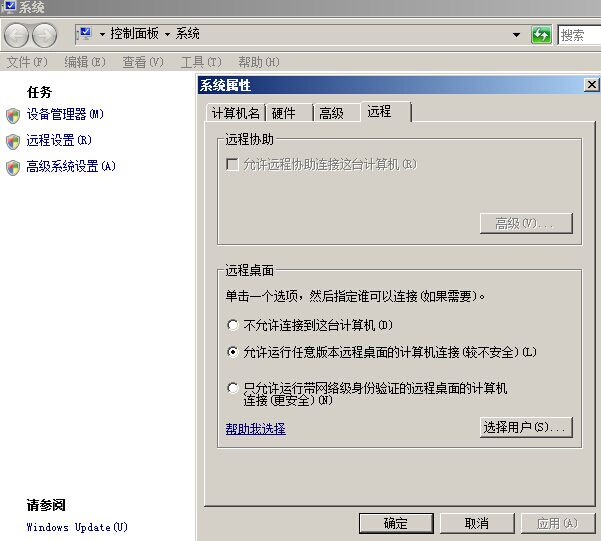 系统
控制面板 系统
搜索
文件(F) 编辑(E) 查看(V) 工具(T) 帮助(H)
任务
设备管理器(M)
远程设置(R)
高级系统设置(A)
请参阅
Windows Update(U)
系统属性
计算机名 硬件 高级 远程
远程协助
允许远程协助连接这台计算机(R)
高级(V)...
远程桌面
单击一个选项，然后指定谁可以连接(如果需要)。
不允许连接到这台计算机(D)
允许运行任意版本远程桌面的计算机连接(较不安全)(L)
只允许运行带网络级身份验证的远程桌面的计算机
连接(更安全)(N)
帮助我选择
选择用户(S)...
确定 取消 应用(A)